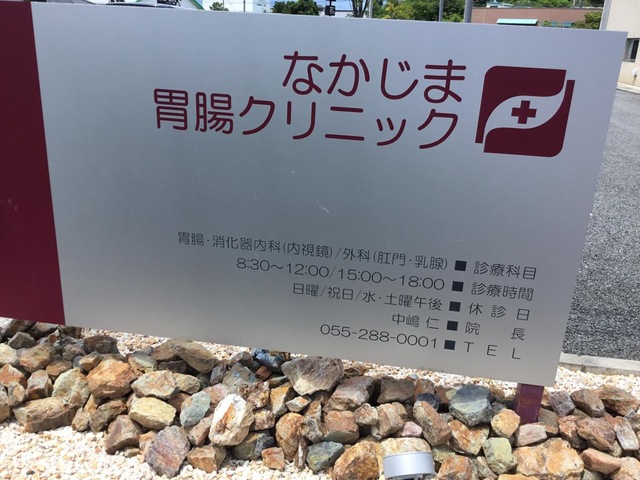 なかじま
胃腸クリニック
胃腸・消化器内科(内視鏡)/外科(肛門・乳腺) ■ 診療科目
8:30〜12:00/15:00〜18:00 ■ 診療時間
日曜/祝日/水・土曜午後 ■ 休診日
中嶋 仁 ■ 院長
055-288-0001 ■ TEL